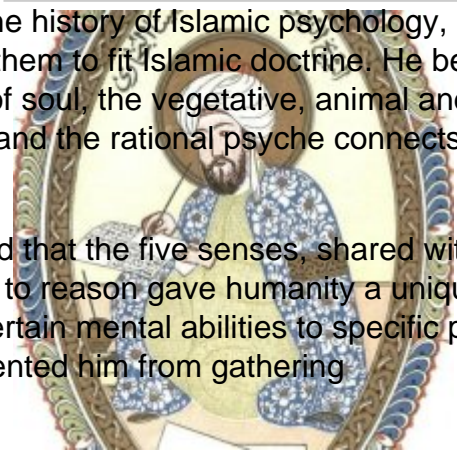 ne history of Islamic psychology,
them to fit Islamic doctrine. He be
of soul, the vegetative, animal an
and the rational psyche connects
d that the five senses, shared wit
to reason gave humanity a uniqu
ertain mental abilities to specific p
ented him from gathering